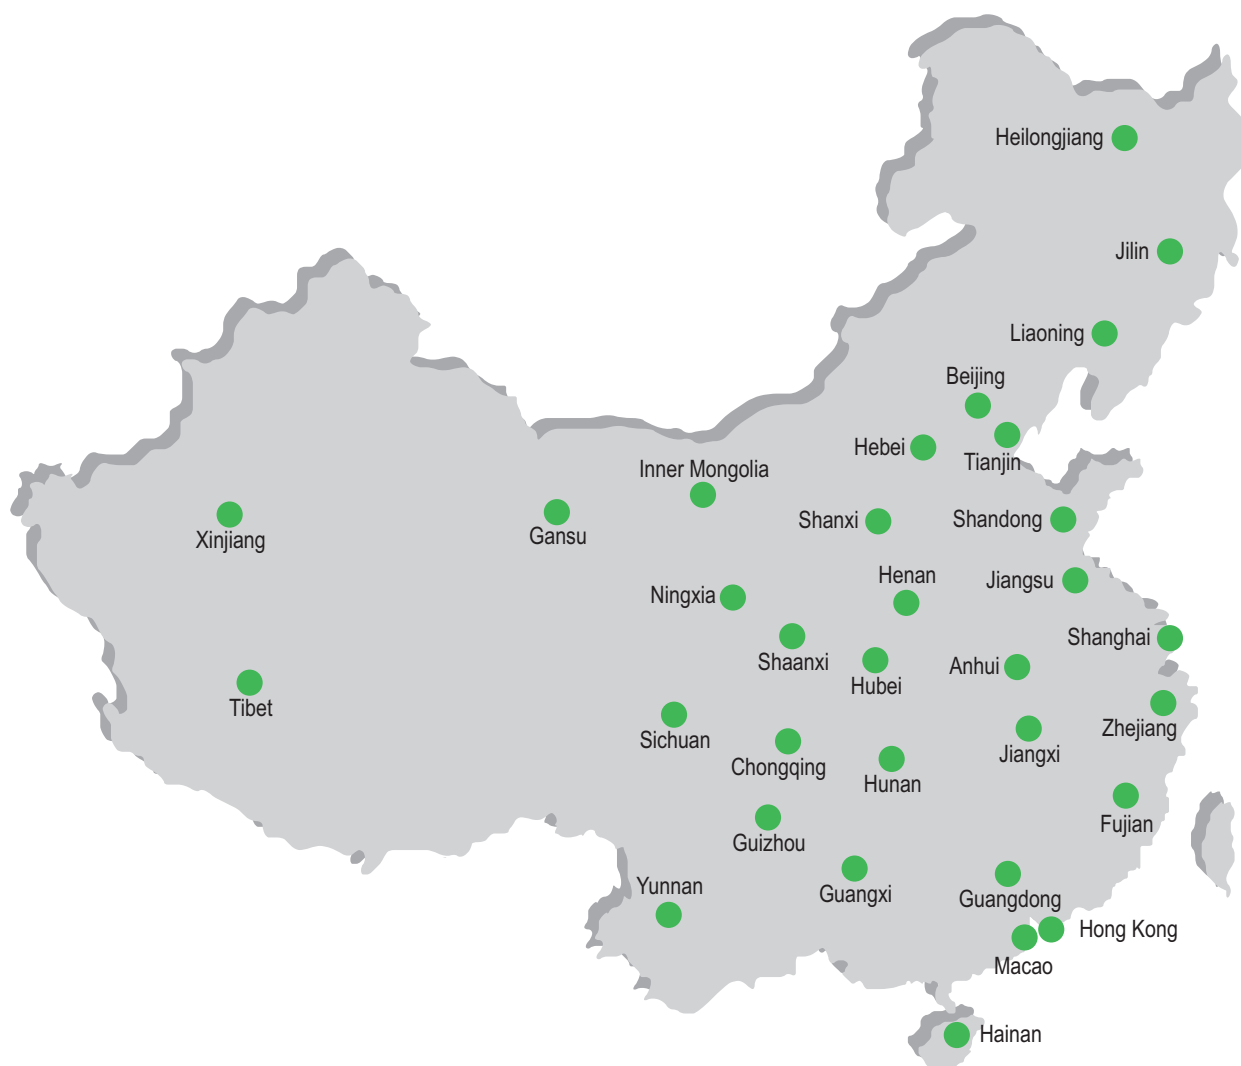 Heilongjiang
Jilin
Liaoning
Beijing
Hebei
Tianjin
Inner Mongolia
Shanxi
Shandong
Xinjiang
Gansu
Henan
Jiangsu
Ningxia
Shanghai
Shaanxi
Hubei
Anhui
Tibet
Zhejiang
Sichuan
Chongqing
Hunan
Jiangxi
Fujian
Guizhou
Yunnan
Guangxi
Guangdong
Hong Kong
Macao
Hainan